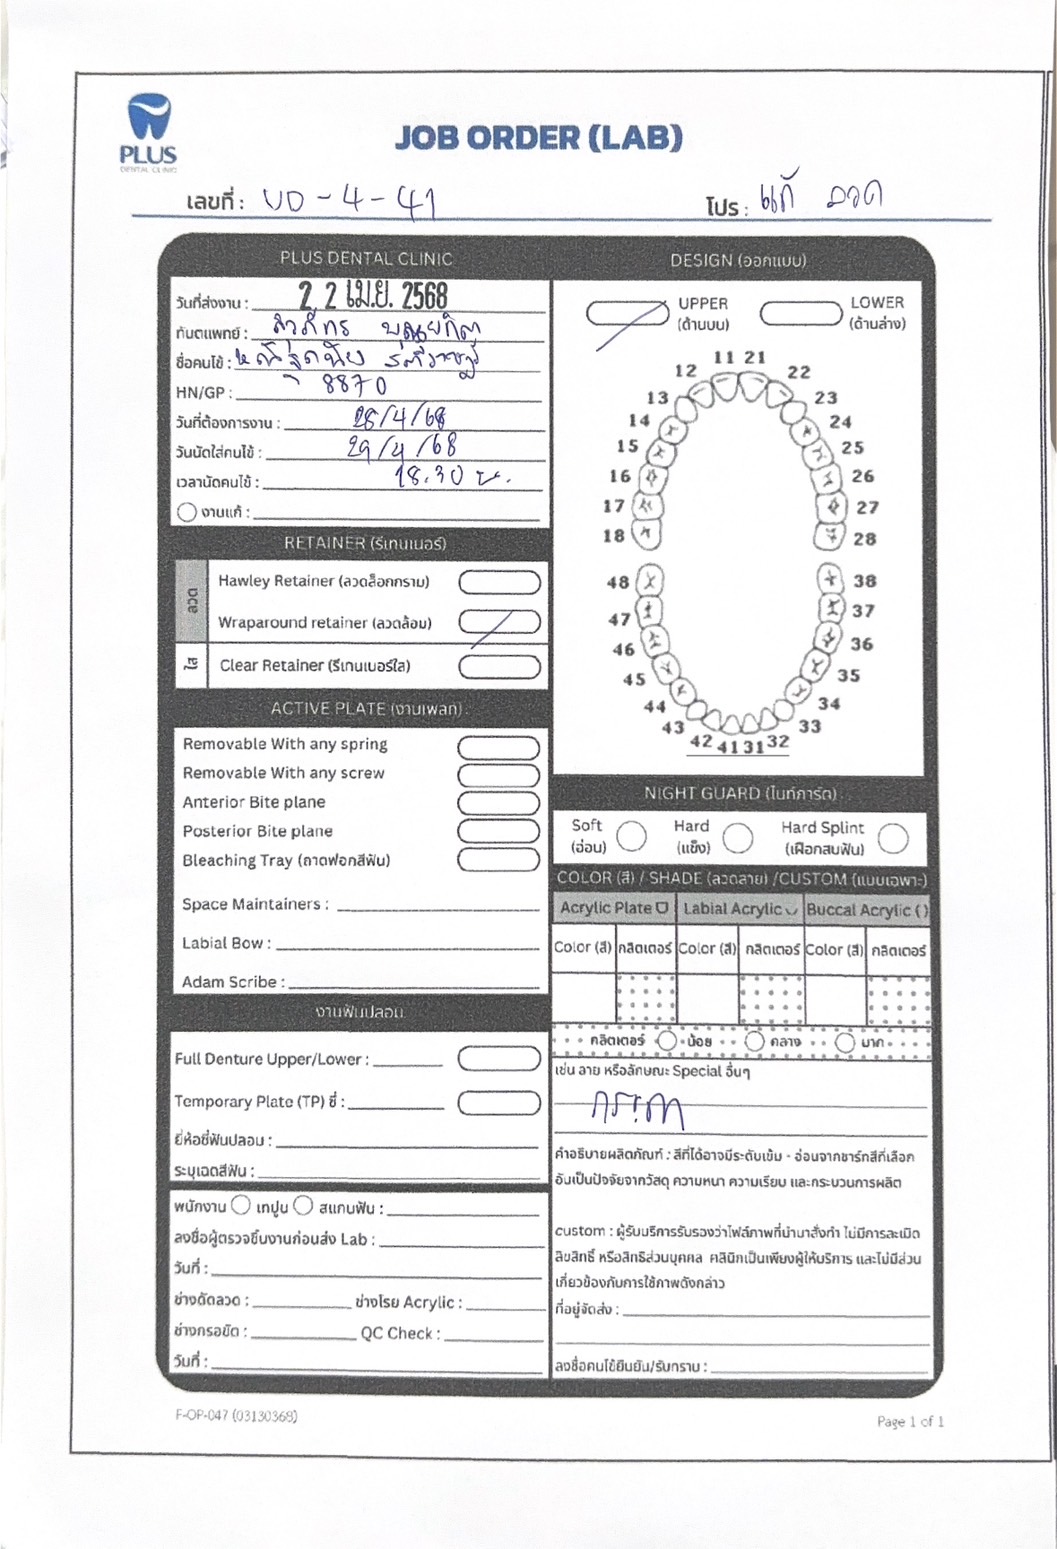 PLUS
DENTAL CLINIC
JOB ORDER (LAB)
เลขที่ : UD - 4 - 41
โปร : แก้ ลวด
PLUS DENTAL CLINIC
วันที่ส่งงาน : 2 2 เม.ย. 2568
ทันตแพทย์ :
ชื่อคนไข้ :
HN/GP : 8870
วันที่ต้องการงาน : 28/4/68
วันนัดใส่คนไข้ : 29/4/68
เวลานัดคนไข้ : 18.30 น.
งานแก้ :
RETAINER (รีเทนเนอร์)
ลวด
Hawley Retainer (ลวดล็อกกราม)
Wraparound retainer (ลวดล้อม)
ใส
Clear Retainer (รีเทนเนอร์ใส)
ACTIVE PLATE (งานเพลท)
Removable With any spring
Removable With any screw
Anterior Bite plane
Posterior Bite plane
Bleaching Tray (ถาดฟอกสีฟัน)
Space Maintainers :
Labial Bow :
Adam Scribe :
งานฟันปลอม
Full Denture Upper/Lower :
Temporary Plate (TP) ซี่ :
ยี่ห้อซี่ฟันปลอม :
ระบุเฉดสีฟัน :
พนักงาน เทปูน สแกนฟัน :
ลงชื่อผู้ตรวจชิ้นงานก่อนส่ง Lab :
วันที่ :
ช่างดัดลวด : ช่างโรย Acrylic :
ช่างกรอขัด : QC Check :
วันที่ :
DESIGN (ออกแบบ)
UPPER LOWER
(ด้านบน) (ด้านล่าง)
11 21
12 22
13 23
14 24
15 25
16 26
17 27
18 28
48 38
47 37
46 36
45 35
44 34
43 33
42 41 31 32
NIGHT GUARD (ไนท์การ์ด)
Soft Hard Hard Splint
(อ่อน) (แข็ง) (เฝือกสบฟัน)
COLOR (สี) / SHADE (ลวดลาย) /CUSTOM (แบบเฉพาะ)
Acrylic Plate Labial Acrylic Buccal Acrylic ( )
Color (สี) กลิตเตอร์ Color (สี) กลิตเตอร์ Color (สี) กลิตเตอร์
กลิตเตอร์ น้อย กลาง มาก
เช่น ลาย หรือลักษณะ Special อื่นๆ
คำอธิบายผลิตภัณฑ์ : สีที่ได้อาจมีระดับเข้ม - อ่อนจากชาร์ทสีที่เลือก
อันเป็นปัจจัยจากวัสดุ ความหนา ความเรียบ และกระบวนการผลิต
custom : ผู้รับบริการรับรองว่าไฟล์ภาพที่นำมาสั่งทำ ไม่มีการละเมิด
ลิขสิทธิ์ หรือสิทธิส่วนบุคคล คลินิกเป็นเพียงผู้ให้บริการ และไม่มีส่วน
เกี่ยวข้องกับการใช้ภาพดังกล่าว
ที่อยู่จัดส่ง :
ลงชื่อคนไข้ยืนยัน/รับทราบ :
F-OP-047 (03130368)
Page 1 of 1